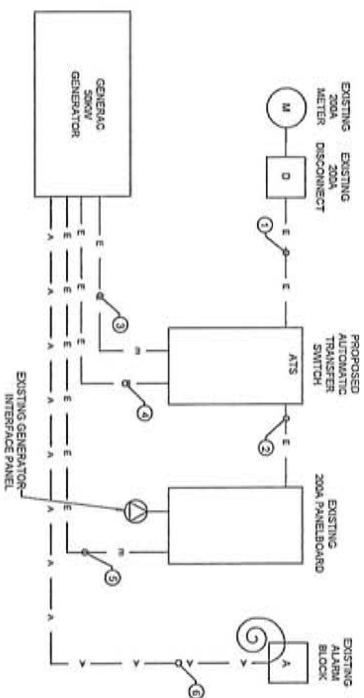 EXISTING
200A
METER
M
EXISTING
200A
DISCONNECT
D
E
1
E
PROPOSED
AUTOMATIC
TRANSFER
SWITCH
ATS
2
E
EXISTING
200A PANELBOARD
EXISTING
ALARM
BLOCK
A
GENERAC
50KW
GENERATOR
E
E
E
A
3
E
4
E
5
E
6
A
EXISTING GENERATOR
INTERFACE PANEL